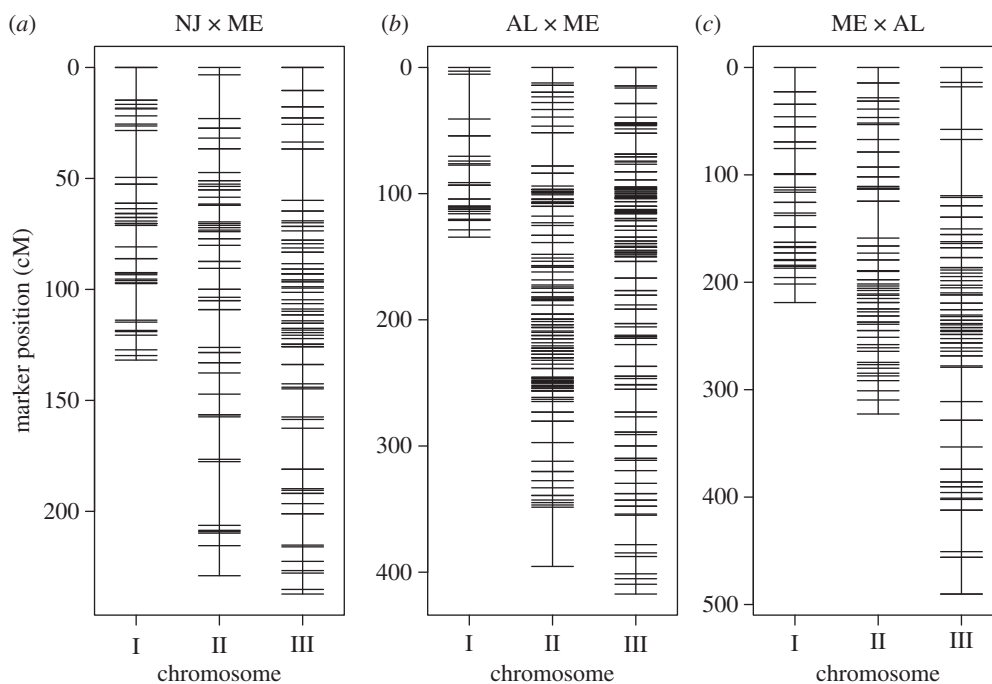 (a) NJ × ME
(b) AL × ME
(c) ME × AL
marker position (cM)
0
50
100
150
200
I II III
chromosome
0
100
200
300
400
I II III
chromosome
0
100
200
300
400
500
I II III
chromosome